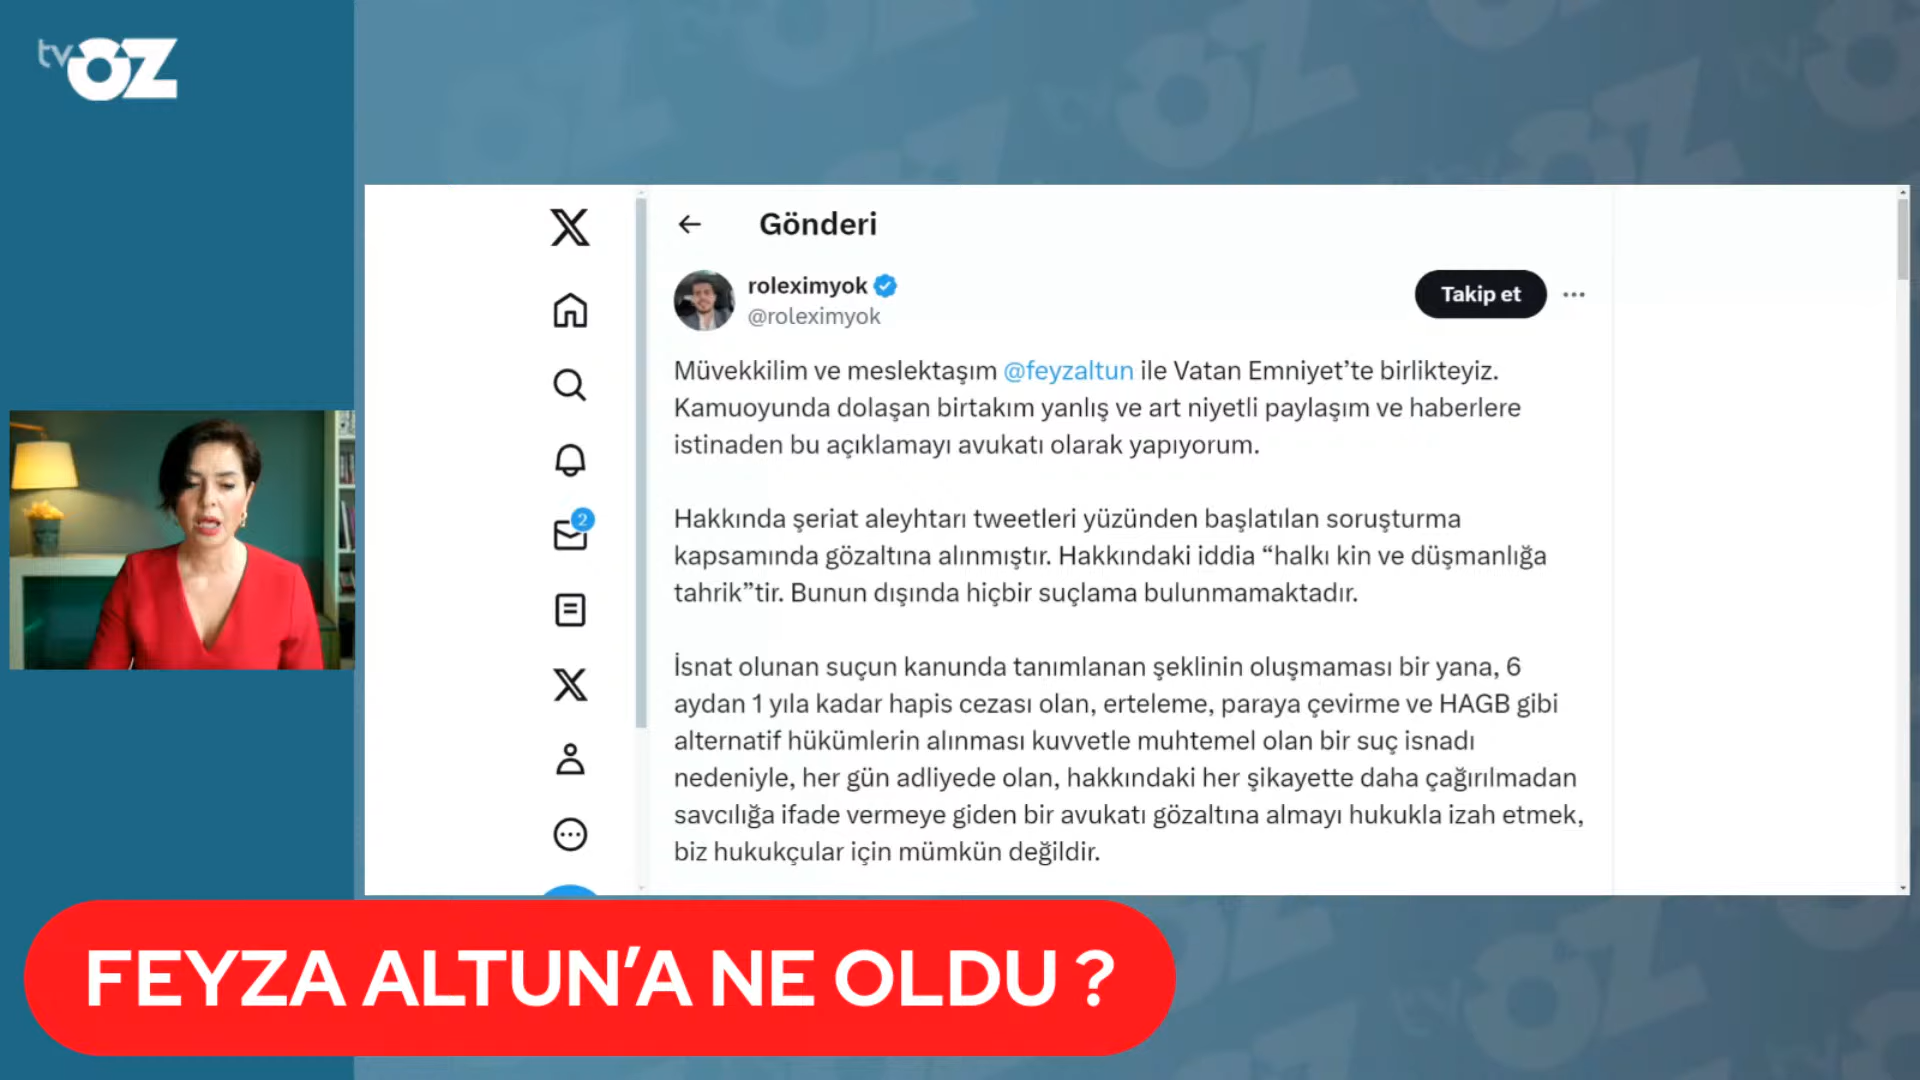 tv ÖZ
Gönderi
roleximyok
@roleximyok
Takip et
2
Müvekkilim ve meslektaşım @feyzaltun ile Vatan Emniyet’te birlikteyiz.
Kamuoyunda dolaşan birtakım yanlış ve art niyetli paylaşım ve haberlere
istinaden bu açıklamayı avukatı olarak yapıyorum.
Hakkında şeriat aleyhtarı tweetleri yüzünden başlatılan soruşturma
kapsamında gözaltına alınmıştır. Hakkındaki iddia “halkı kin ve düşmanlığa
tahrik”tir. Bunun dışında hiçbir suçlama bulunmamaktadır.
İsnat olunan suçun kanunda tanımlanan şeklinin oluşmaması bir yana, 6
aydan 1 yıla kadar hapis cezası olan, erteleme, paraya çevirme ve HAGB gibi
alternatif hükümlerin alınması kuvvetle muhtemel olan bir suç isnadı
nedeniyle, her gün adliyede olan, hakkındaki her şikayette daha çağırılmadan
savcılığa ifade vermeye giden bir avukatı gözaltına almayı hukukla izah etmek,
biz hukukçular için mümkün değildir.
FEYZA ALTUN’A NE OLDU ?